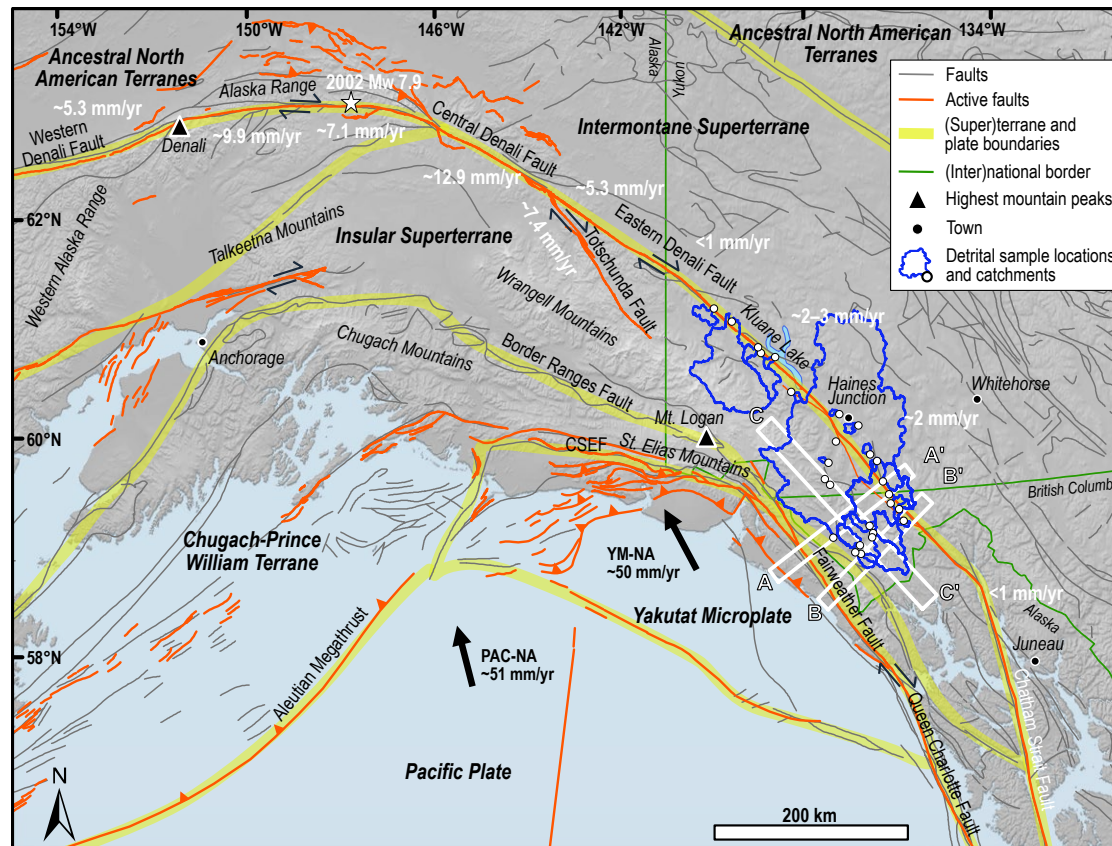 154°W
150°W
146°W
142°W
134°W
Ancestral North
American Terranes
Ancestral North American
Terranes
Alaska
Yukon
Faults
Active faults
(Super)terrane and
plate boundaries
(Inter)national border
Highest mountain peaks
Town
Detrital sample locations
and catchments
~5.3 mm/yr
Alaska Range
2002 Mw 7.9
Western
Denali Fault
Denali
~9.9 mm/yr
~7.1 mm/yr
Central Denali Fault
Intermontane Superterrane
~12.9 mm/yr
~5.3 mm/yr
62°N
~7.4 mm/yr
Totschunda Fault
Eastern Denali Fault
<1 mm/yr
Western Alaska Range
Talkeetna Mountains
Insular Superterrane
Wrangell Mountains
Kluane Lake
~2–3 mm/yr
Anchorage
Chugach Mountains
Border Ranges Fault
Haines
Junction
Whitehorse
Mt. Logan
C
~2 mm/yr
60°N
CSEF
St. Elias Mountains
A'
B'
British Columb
Chugach-Prince
William Terrane
YM-NA
~50 mm/yr
A
B
C'
Fairweather Fault
<1 mm/yr
Alaska
Yakutat Microplate
Juneau
58°N
PAC-NA
~51 mm/yr
Aleutian Megathrust
Queen Charlotte Fault
Chatham Strait Fault
Pacific Plate
N
200 km